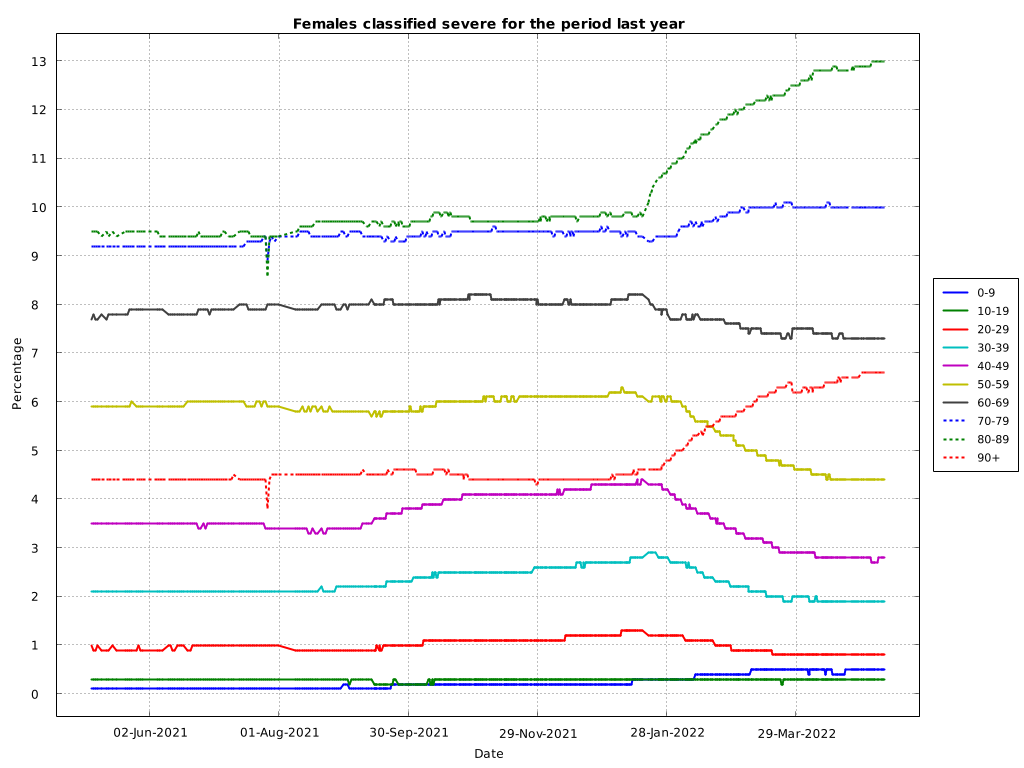 Females classified severe for the period last year
13
12
11
10
9
8
7
6
5
4
3
2
1
0
Percentage
02-Jun-2021
01-Aug-2021
30-Sep-2021
29-Nov-2021
28-Jan-2022
29-Mar-2022
Date
0-9
10-19
20-29
30-39
40-49
50-59
60-69
70-79
80-89
90+